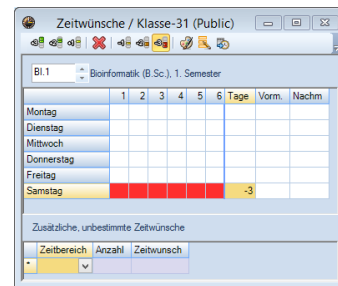 Zeitwünsche / Klasse-31 (Public)
BI.1 Bioinformatik (B.Sc.), 1. Semester
1 2 3 4 5 6 Tage Vorm. Nachm
Montag
Dienstag
Mittwoch
Donnerstag
Freitag
Samstag -3
Zusätzliche, unbestimmte Zeitwünsche
Zeitbereich Anzahl Zeitwunsch
*